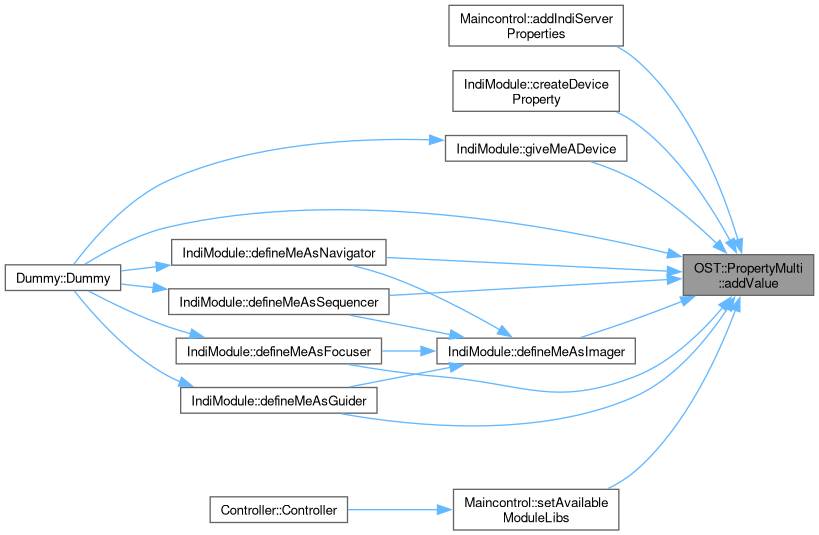 Maincontrol::addIndiServer
Properties
IndiModule::createDevice
Property
IndiModule::giveMeADevice
IndiModule::defineMeAsNavigator
OST::PropertyMulti
::addValue
Dummy::Dummy
IndiModule::defineMeAsSequencer
IndiModule::defineMeAsFocuser
IndiModule::defineMeAsImager
IndiModule::defineMeAsGuider
Controller::Controller
Maincontrol::setAvailable
ModuleLibs